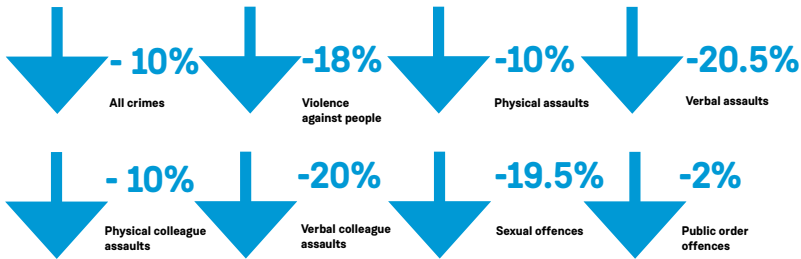 - 10%
All crimes
-18%
Violence
against people
-10%
Physical assaults
-20.5%
Verbal assaults
- 10%
Physical colleague
assaults
-20%
Verbal colleague
assaults
-19.5%
Sexual offences
-2%
Public order
offences